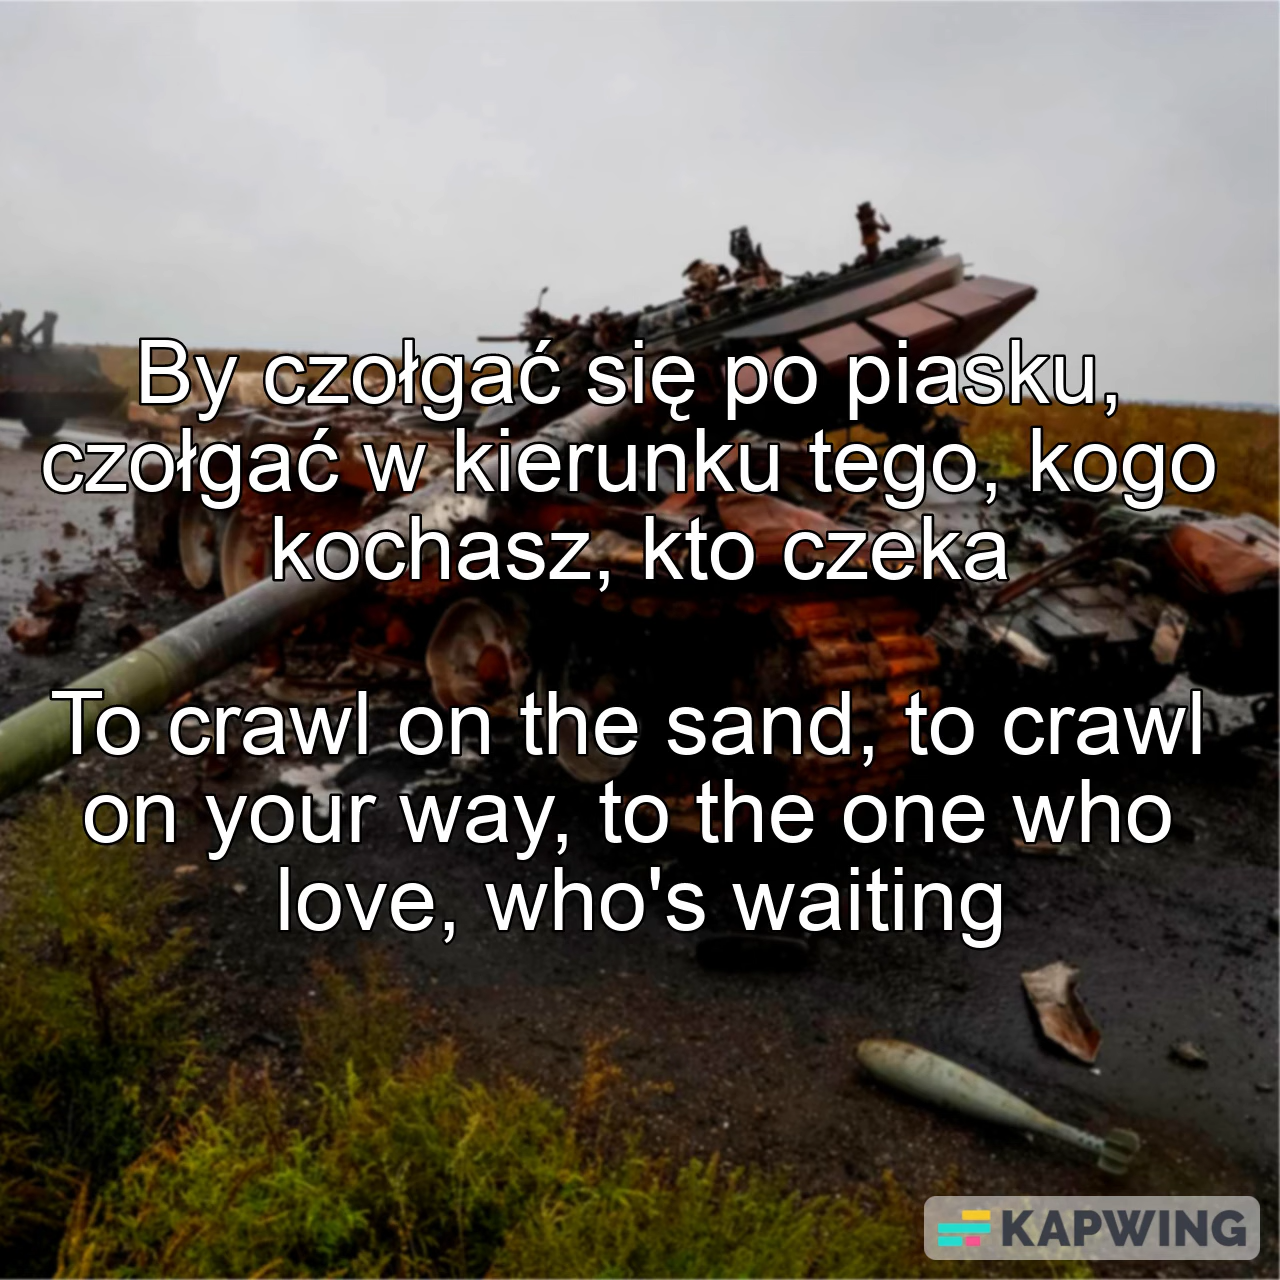 By czołgać się po piasku,
czołgać w kierunku tego, kogo
kochasz, kto czeka
To crawl on the sand, to crawl
on your way, to the one who
love, who's waiting
KAPWING